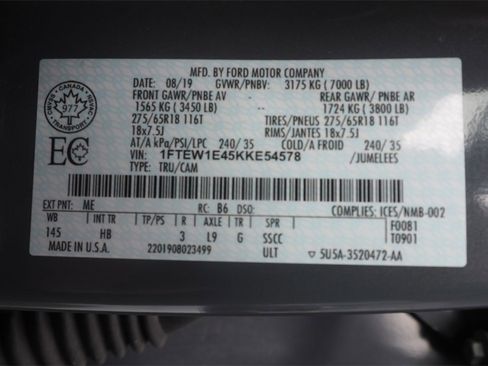 MFD. BY FORD MOTOR COMPANY
DATE: 08/19 GVWR/PNBV: 3175 KG ( 7000 LB)
FRONT GAWR/ PNBE AV REAR GAWR/ PNBE AR
1565 KG ( 3450 LB) 1724 KG ( 3800 LB)
275/65R18 116T TIRES/PNEUS 275/65R18 116T
18x7.5J RIMS/JANTES 18x7.5J
AT/A kPa/PSI/LPC 240/ 35 COLD/A FROID 240/ 35
VIN: 1FTEW1E45KKE54578 /JUMELEES
TYPE: TRU/CAM
CANADA
977
TRANSPORT
EC
EXT PNT: ME RC: B6 DSO: COMPLIES: ICES/NMB-002
WB INT TR TP/PS R AXLE TR SPR F0081
145 HB 3 L9 G SSCC T0901
MADE IN U.S.A. 2201908023499 ULT 5U5A-3520472-AA